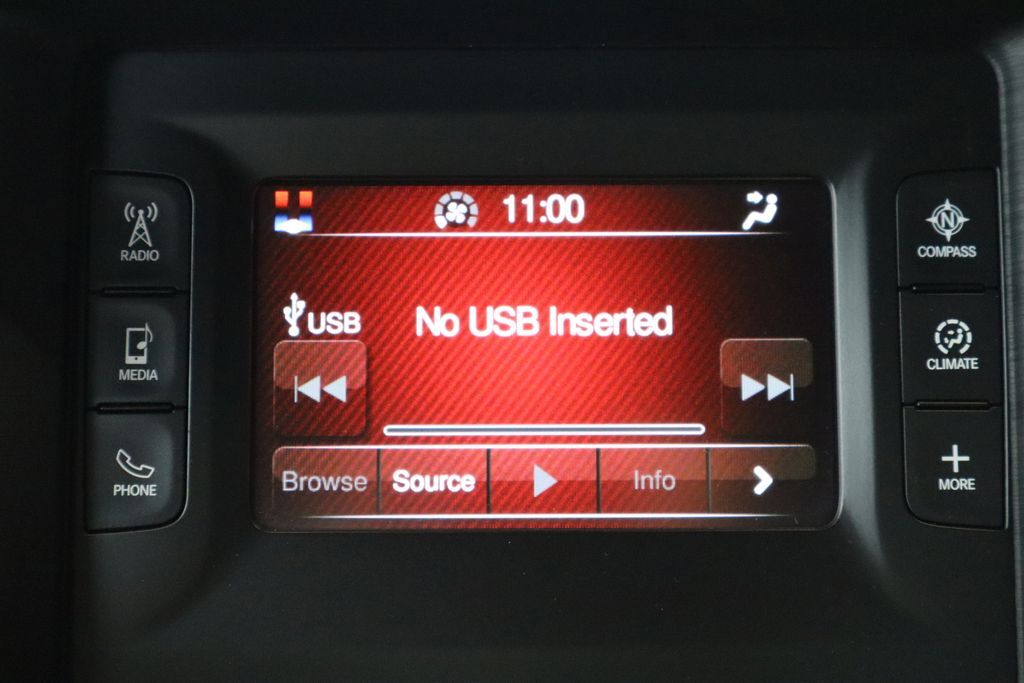 11:00
USB
No USB Inserted
Browse
Source
Info
RADIO
MEDIA
PHONE
N
COMPASS
CLIMATE
MORE